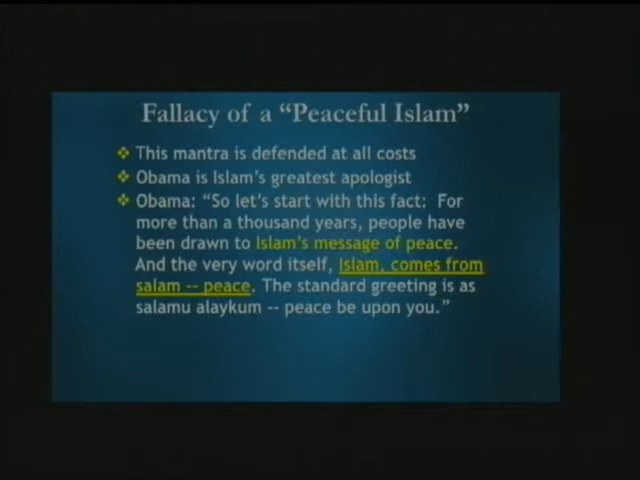 Fallacy of a “Peaceful Islam”
❖ This mantra is defended at all costs
❖ Obama is Islam’s greatest apologist
❖ Obama: “So let’s start with this fact: For
more than a thousand years, people have
been drawn to Islam’s message of peace.
And the very word itself, Islam, comes from
salam -- peace. The standard greeting is as
salamu alaykum -- peace be upon you.”